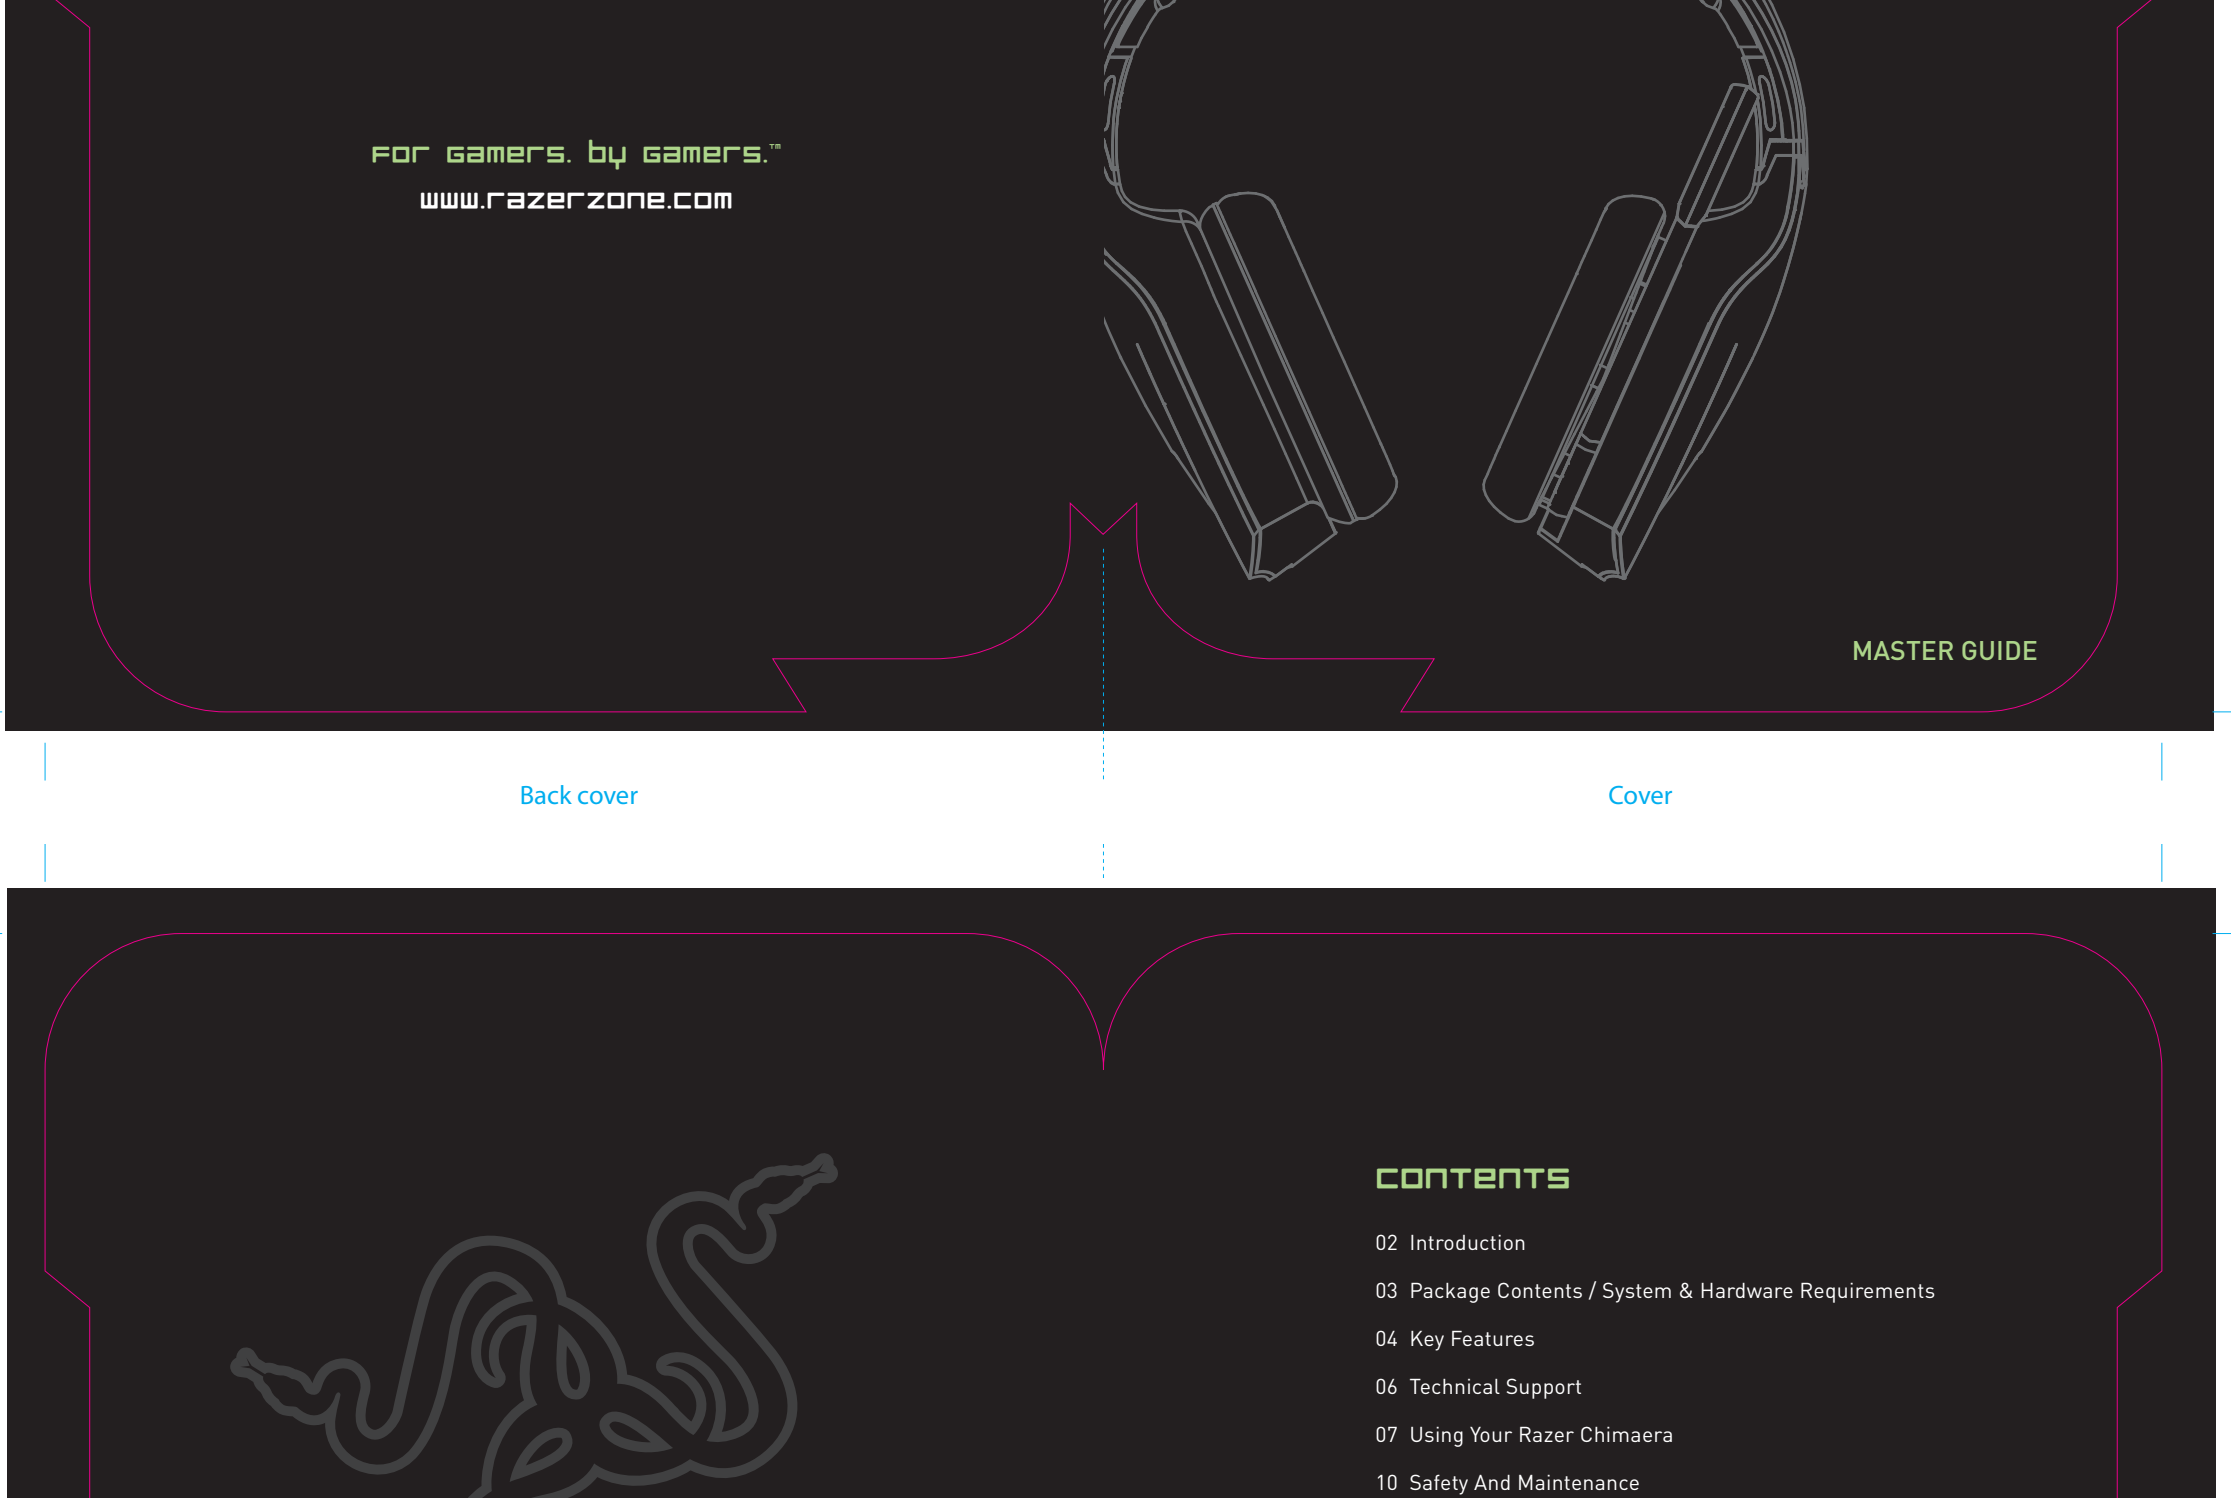 For gamers. by gamers.™
www.razerzone.com
MASTER GUIDE
Back cover
Cover
CONTENTS
02 Introduction
03 Package Contents / System & Hardware Requirements
04 Key Features
06 Technical Support
07 Using Your Razer Chimaera
10 Safety And Maintenance